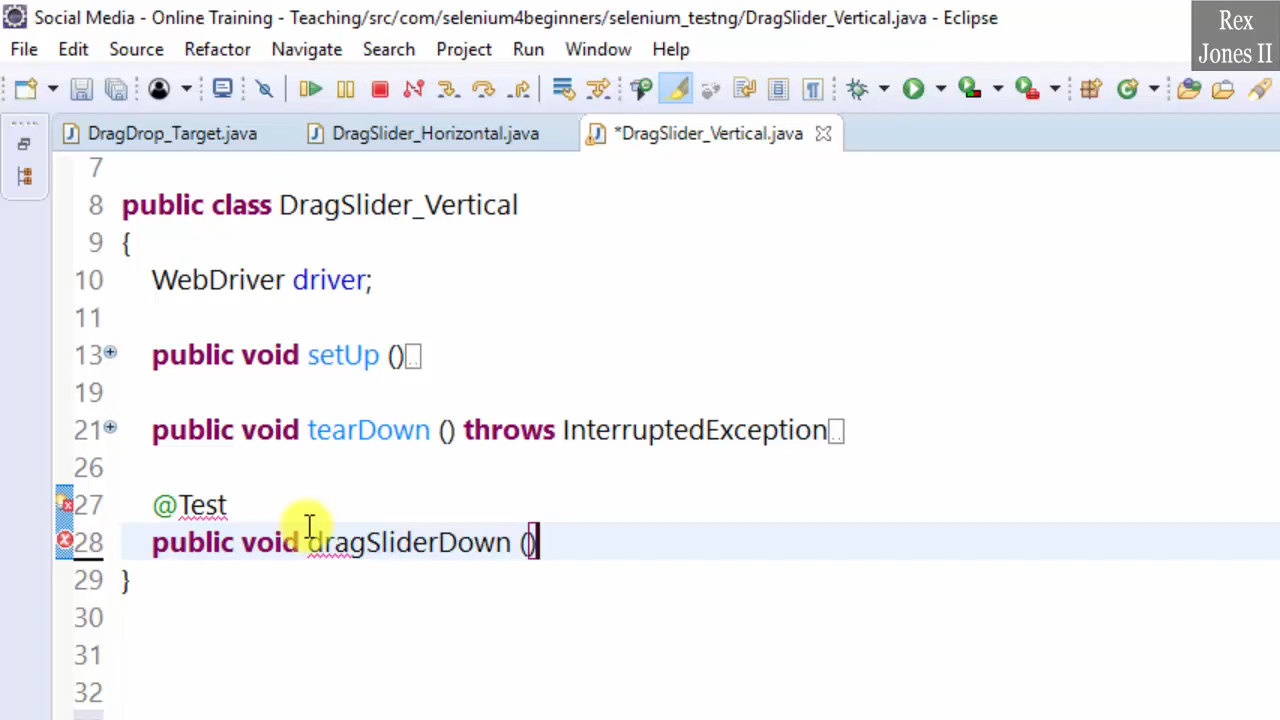 Social Media - Online Training - Teaching/src/com/selenium4beginners/selenium_testng/DragSlider_Vertical.java - Eclipse
Rex
Jones II
File Edit Source Refactor Navigate Search Project Run Window Help
DragDrop_Target.java DragSlider_Horizontal.java *DragSlider_Vertical.java
7
8 public class DragSlider_Vertical
9 {
10 WebDriver driver;
11
13 public void setUp ()
19
21 public void tearDown () throws InterruptedException
26
27 @Test
28 public void dragSliderDown ()
29 }
30
31
32